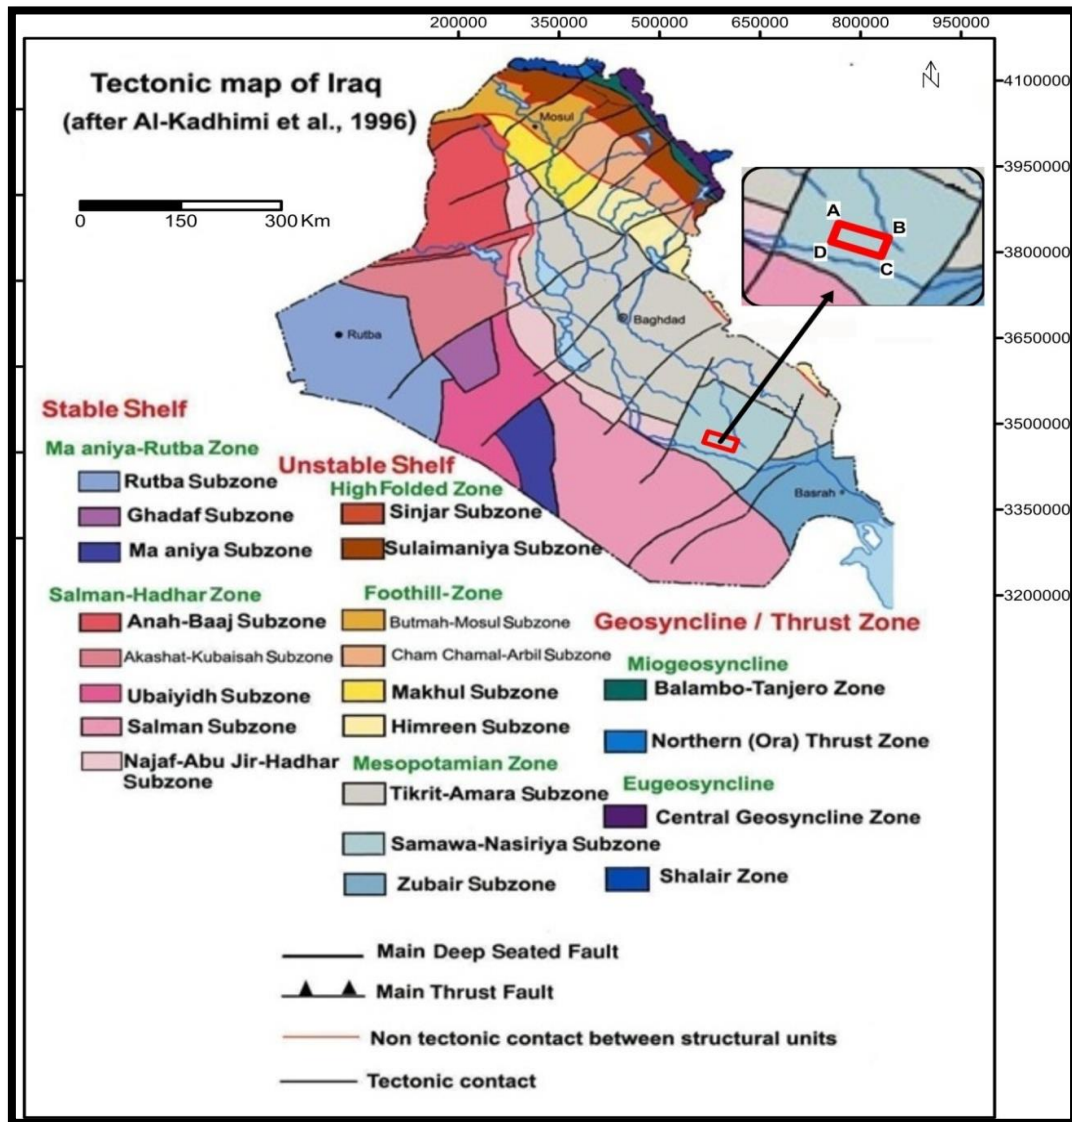 200000 350000 500000 650000 800000 950000
Tectonic map of Iraq
(after Al-Kadhimi et al., 1996)
N
4100000
3950000
3800000
3650000
3500000
3350000
3200000
0 150 300 Km
Mosul
A
B
D
C
Baghdad
Rutba
Basrah
Stable Shelf
Ma aniya-Rutba Zone
Rutba Subzone
Ghadaf Subzone
Ma aniya Subzone
Salman-Hadhar Zone
Anah-Baaj Subzone
Akashat-Kubaisah Subzone
Ubaiyidh Subzone
Salman Subzone
Najaf-Abu Jir-Hadhar
Subzone
Unstable Shelf
High Folded Zone
Sinjar Subzone
Sulaimaniya Subzone
Foothill-Zone
Butmah-Mosul Subzone
Cham Chamal-Arbil Subzone
Makhul Subzone
Himreen Subzone
Mesopotamian Zone
Tikrit-Amara Subzone
Samawa-Nasiriya Subzone
Zubair Subzone
Geosyncline / Thrust Zone
Miogeosyncline
Balambo-Tanjero Zone
Northern (Ora) Thrust Zone
Eugeosyncline
Central Geosyncline Zone
Shalair Zone
Main Deep Seated Fault
Main Thrust Fault
Non tectonic contact between structural units
Tectonic contact